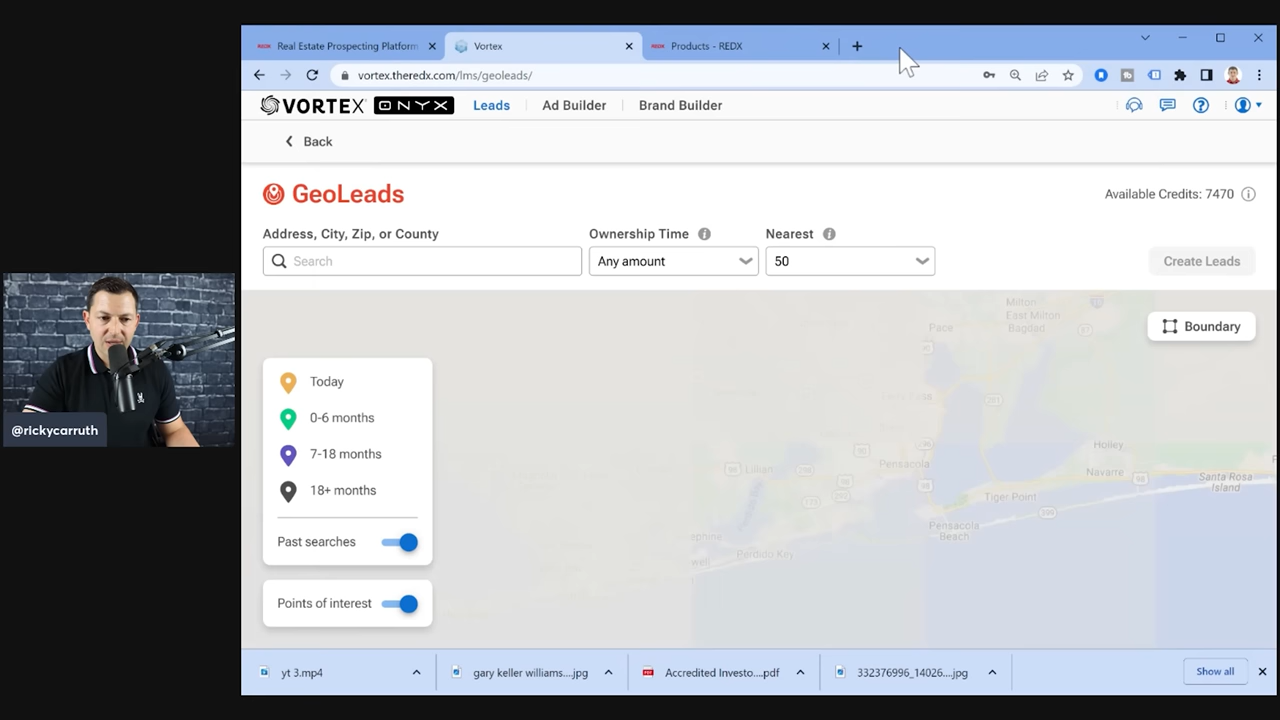 Real Estate Prospecting Platform
Vortex
Products - REDX
vortex.theredx.com/lms/geoleads/
VORTEX ONYX Leads Ad Builder Brand Builder
Back
GeoLeads
Available Credits: 7470
Address, City, Zip, or County
Ownership Time
Nearest
Search
Any amount
50
Create Leads
Boundary
Milton
East Milton
Bagdad
Pace
Today
0-6 months
7-18 months
18+ months
Past searches
Points of interest
Holley
Lillian
Pensacola
Navarre
Santa Rosa
Island
Tiger Point
Pensacola
Beach
Perdido Key
@rickycarruth
yt 3.mp4
gary keller williams....jpg
Accredited Investo....pdf
332376996_14026...jpg
Show all